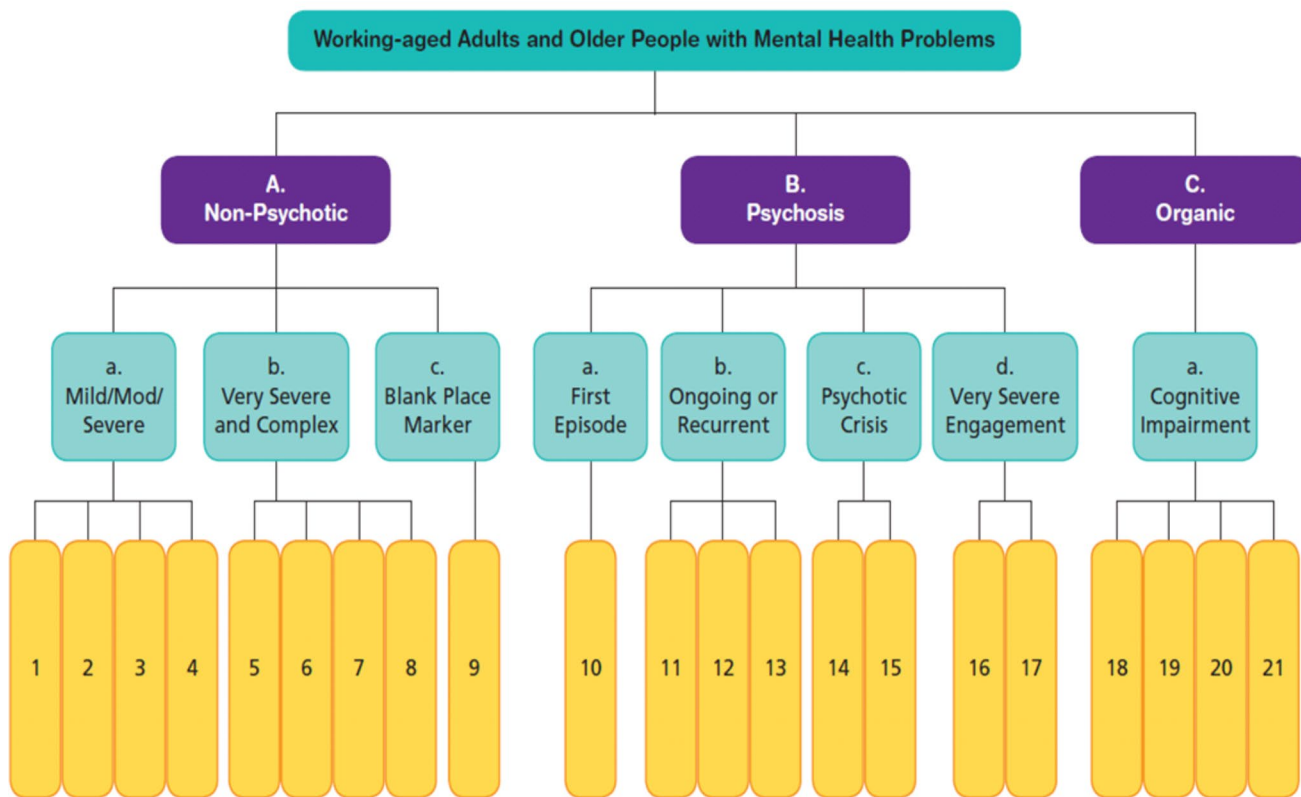 Working-aged Adults and Older People with Mental Health Problems
A.
Non-Psychotic
B.
Psychosis
C.
Organic
a.
Mild/Mod/
Severe
b.
Very Severe
and Complex
c.
Blank Place
Marker
a.
First
Episode
b.
Ongoing or
Recurrent
c.
Psychotic
Crisis
d.
Very Severe
Engagement
a.
Cognitive
Impairment
1 2 3 4 5 6 7 8 9 10 11 12 13 14 15 16 17 18 19 20 21